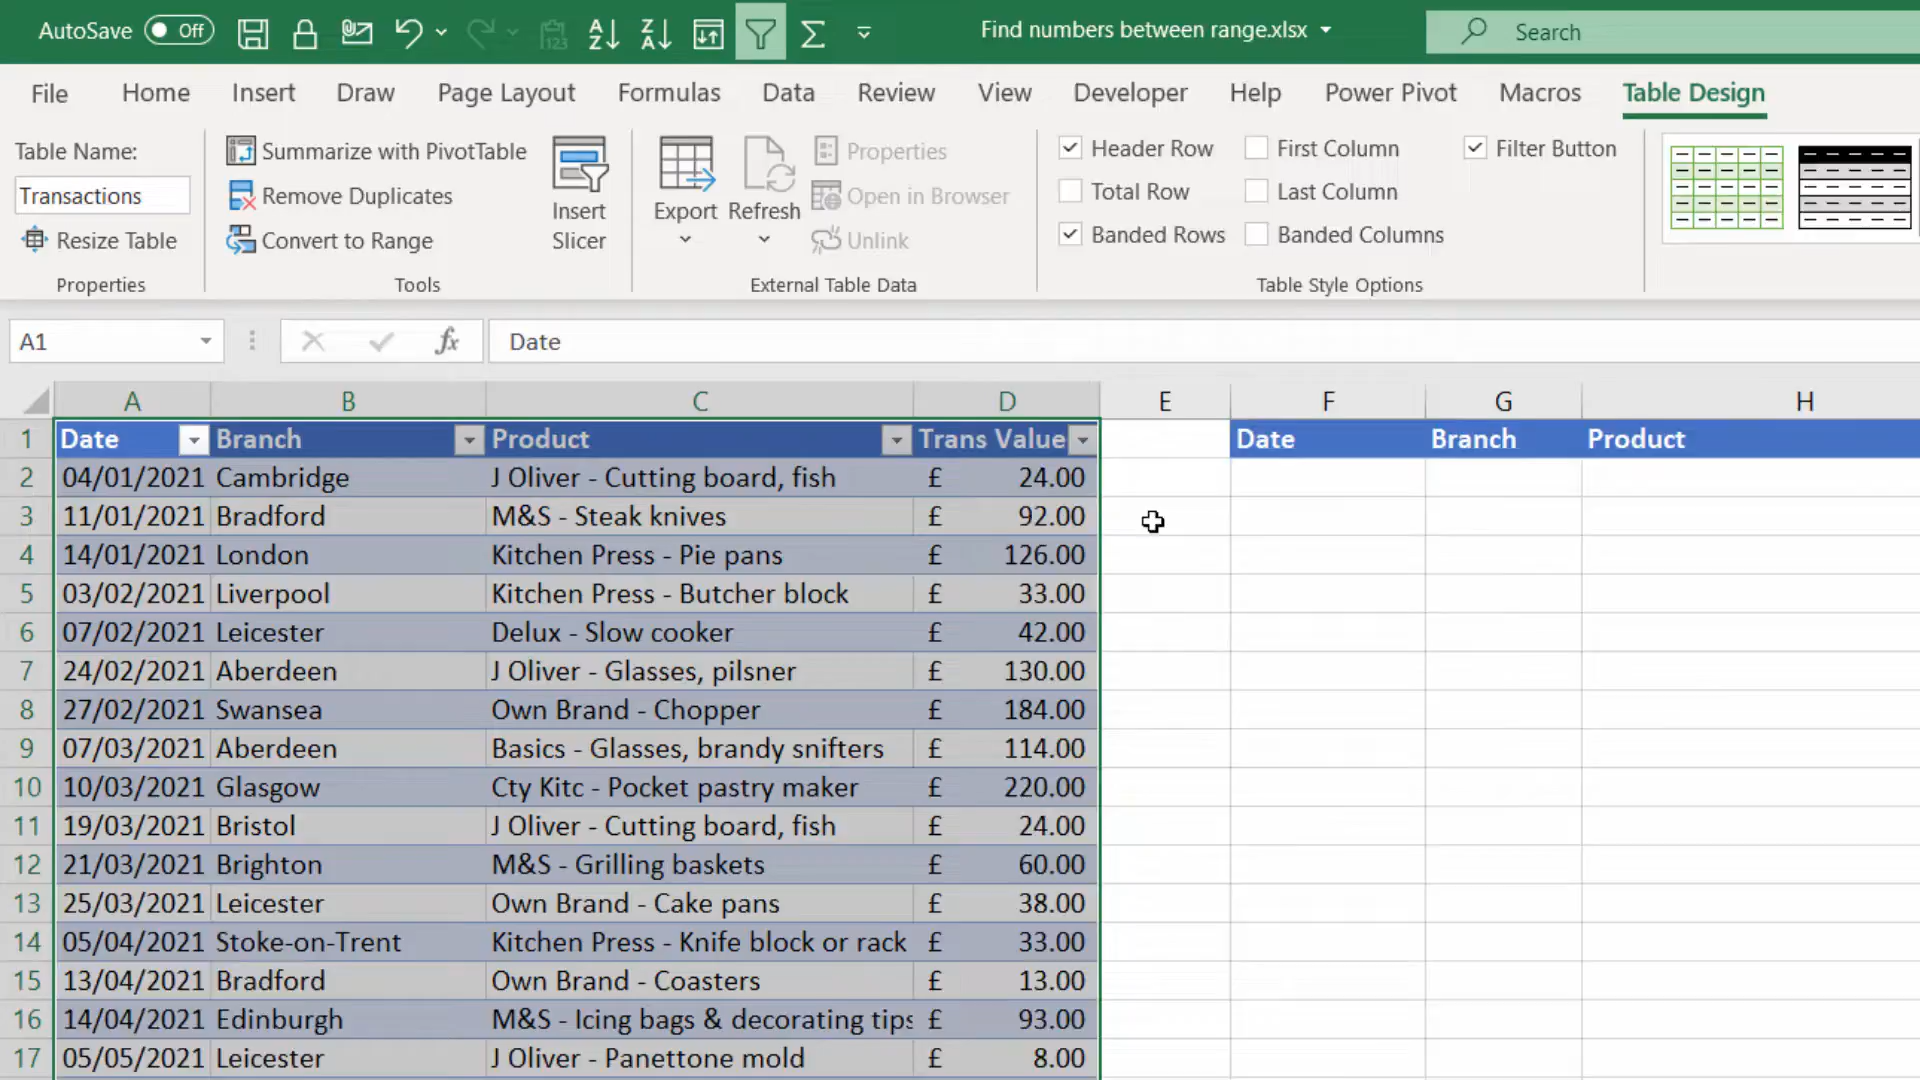 AutoSave Off Find numbers between range.xlsx Search
File Home Insert Draw Page Layout Formulas Data Review View Developer Help Power Pivot Macros Table Design
Table Name:
Transactions
Resize Table
Properties
Summarize with PivotTable
Remove Duplicates
Convert to Range
Insert
Slicer
Tools
Export
Refresh
Properties
Open in Browser
Unlink
External Table Data
Header Row First Column Filter Button
Total Row Last Column
Banded Rows Banded Columns
Table Style Options
A1 fx Date
A B C D E F G H
1 Date Branch Product Trans Value Date Branch Product
2 04/01/2021 Cambridge J Oliver - Cutting board, fish £ 24.00
3 11/01/2021 Bradford M&S - Steak knives £ 92.00
4 14/01/2021 London Kitchen Press - Pie pans £ 126.00
5 03/02/2021 Liverpool Kitchen Press - Butcher block £ 33.00
6 07/02/2021 Leicester Delux - Slow cooker £ 42.00
7 24/02/2021 Aberdeen J Oliver - Glasses, pilsner £ 130.00
8 27/02/2021 Swansea Own Brand - Chopper £ 184.00
9 07/03/2021 Aberdeen Basics - Glasses, brandy snifters £ 114.00
10 10/03/2021 Glasgow Cty Kitc - Pocket pastry maker £ 220.00
11 19/03/2021 Bristol J Oliver - Cutting board, fish £ 24.00
12 21/03/2021 Brighton M&S - Grilling baskets £ 60.00
13 25/03/2021 Leicester Own Brand - Cake pans £ 38.00
14 05/04/2021 Stoke-on-Trent Kitchen Press - Knife block or rack £ 33.00
15 13/04/2021 Bradford Own Brand - Coasters £ 13.00
16 14/04/2021 Edinburgh M&S - Icing bags & decorating tips £ 93.00
17 05/05/2021 Leicester J Oliver - Panettone mold £ 8.00